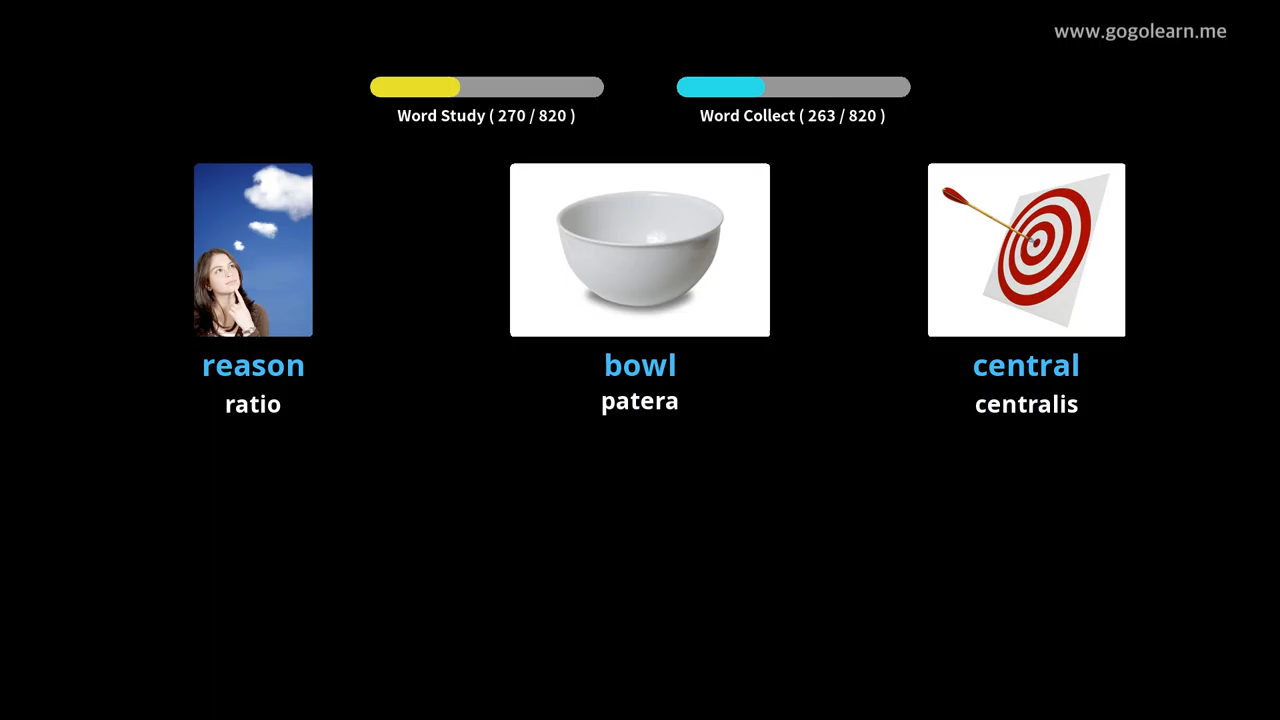 www.gogolearn.me
Word Study ( 270 / 820 )
Word Collect ( 263 / 820 )
reason
ratio
bowl
patera
central
centralis